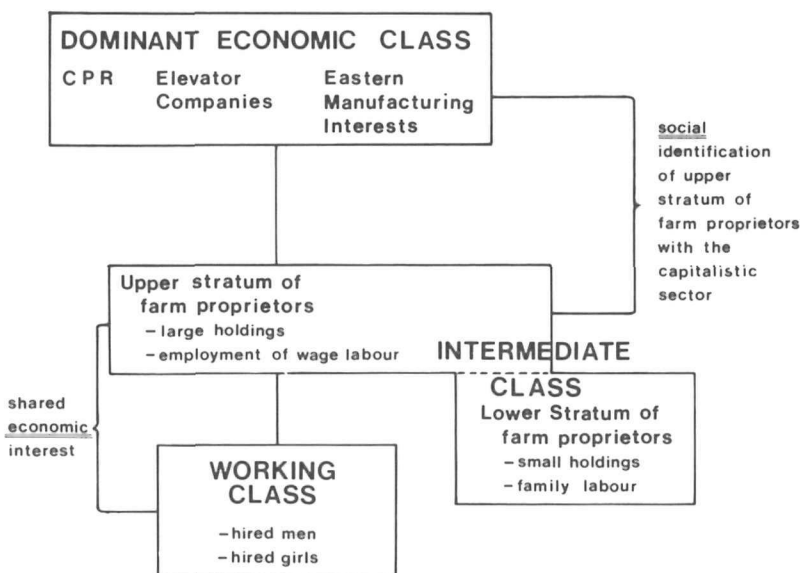 DOMINANT ECONOMIC CLASS
CPR Elevator Eastern
Companies Manufacturing
Interests
social
identification
of upper
stratum of
farm proprietors
with the
capitalistic
sector
Upper stratum of
farm proprietors
–large holdings
–employment of wage labour
INTERMEDIATE
CLASS
Lower Stratum of
farm proprietors
–small holdings
–family labour
shared
economic
interest
WORKING
CLASS
–hired men
–hired girls